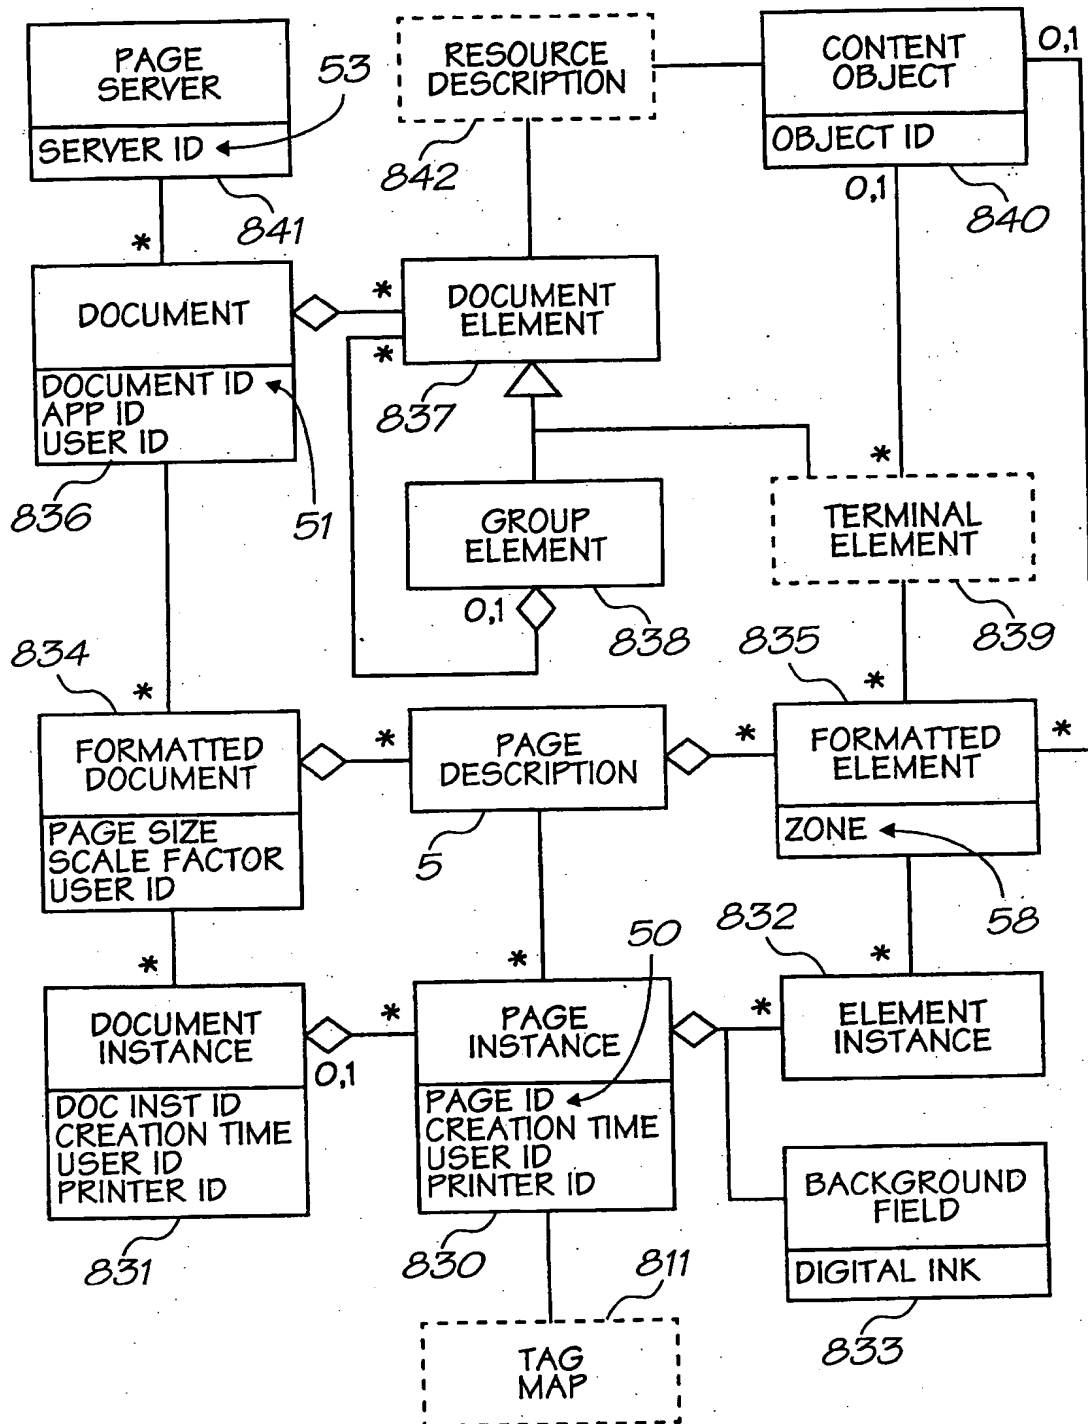 PAGE
SERVER
SERVER ID
53
841
*
RESOURCE
DESCRIPTION
842
CONTENT
OBJECT
OBJECT ID
0,1
0,1
840
DOCUMENT
DOCUMENT ID
APP ID
USER ID
836
51
*
*
DOCUMENT
ELEMENT
837
GROUP
ELEMENT
0,1
838
*
TERMINAL
ELEMENT
839
834
*
FORMATTED
DOCUMENT
PAGE SIZE
SCALE FACTOR
USER ID
*
PAGE
DESCRIPTION
5
835
*
*
*
FORMATTED
ELEMENT
ZONE
58
*
DOCUMENT
INSTANCE
0,1
DOC INST ID
CREATION TIME
USER ID
PRINTER ID
831
50
*
*
PAGE
INSTANCE
PAGE ID
CREATION TIME
USER ID
PRINTER ID
830
832
*
*
ELEMENT
INSTANCE
BACKGROUND
FIELD
DIGITAL INK
833
811
TAG
MAP